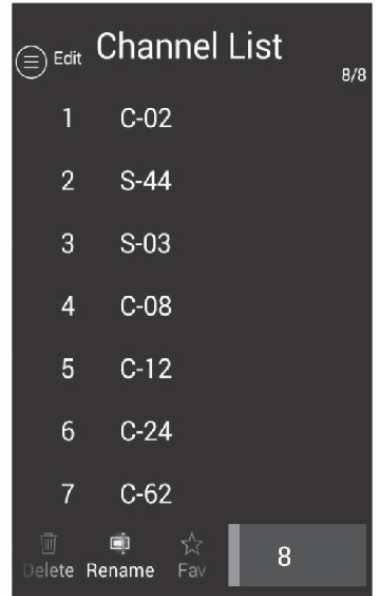 Edit Channel List
8/8
1 C-02
2 S-44
3 S-03
4 C-08
5 C-12
6 C-24
7 C-62
Delete Rename Fav 8